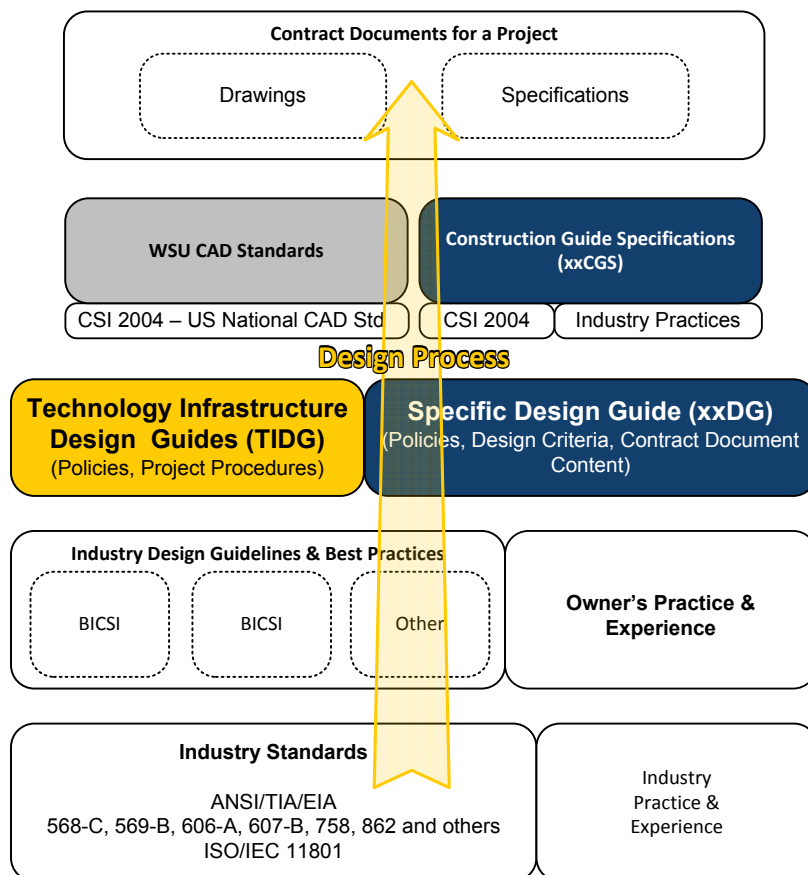 Contract Documents for a Project
Drawings
Specifications
WSU CAD Standards
Construction Guide Specifications
(xxCGS)
CSI 2004 – US National CAD Std
CSI 2004
Industry Practices
Design Process
Technology Infrastructure
Design Guides (TIDG)
(Policies, Project Procedures)
Specific Design Guide (xxDG)
(Policies, Design Criteria, Contract Document
Content)
Industry Design Guidelines & Best Practices
BICSI
BICSI
Other
Owner's Practice &
Experience
Industry Standards
ANSI/TIA/EIA
568-C, 569-B, 606-A, 607-B, 758, 862 and others
ISO/IEC 11801
Industry
Practice &
Experience